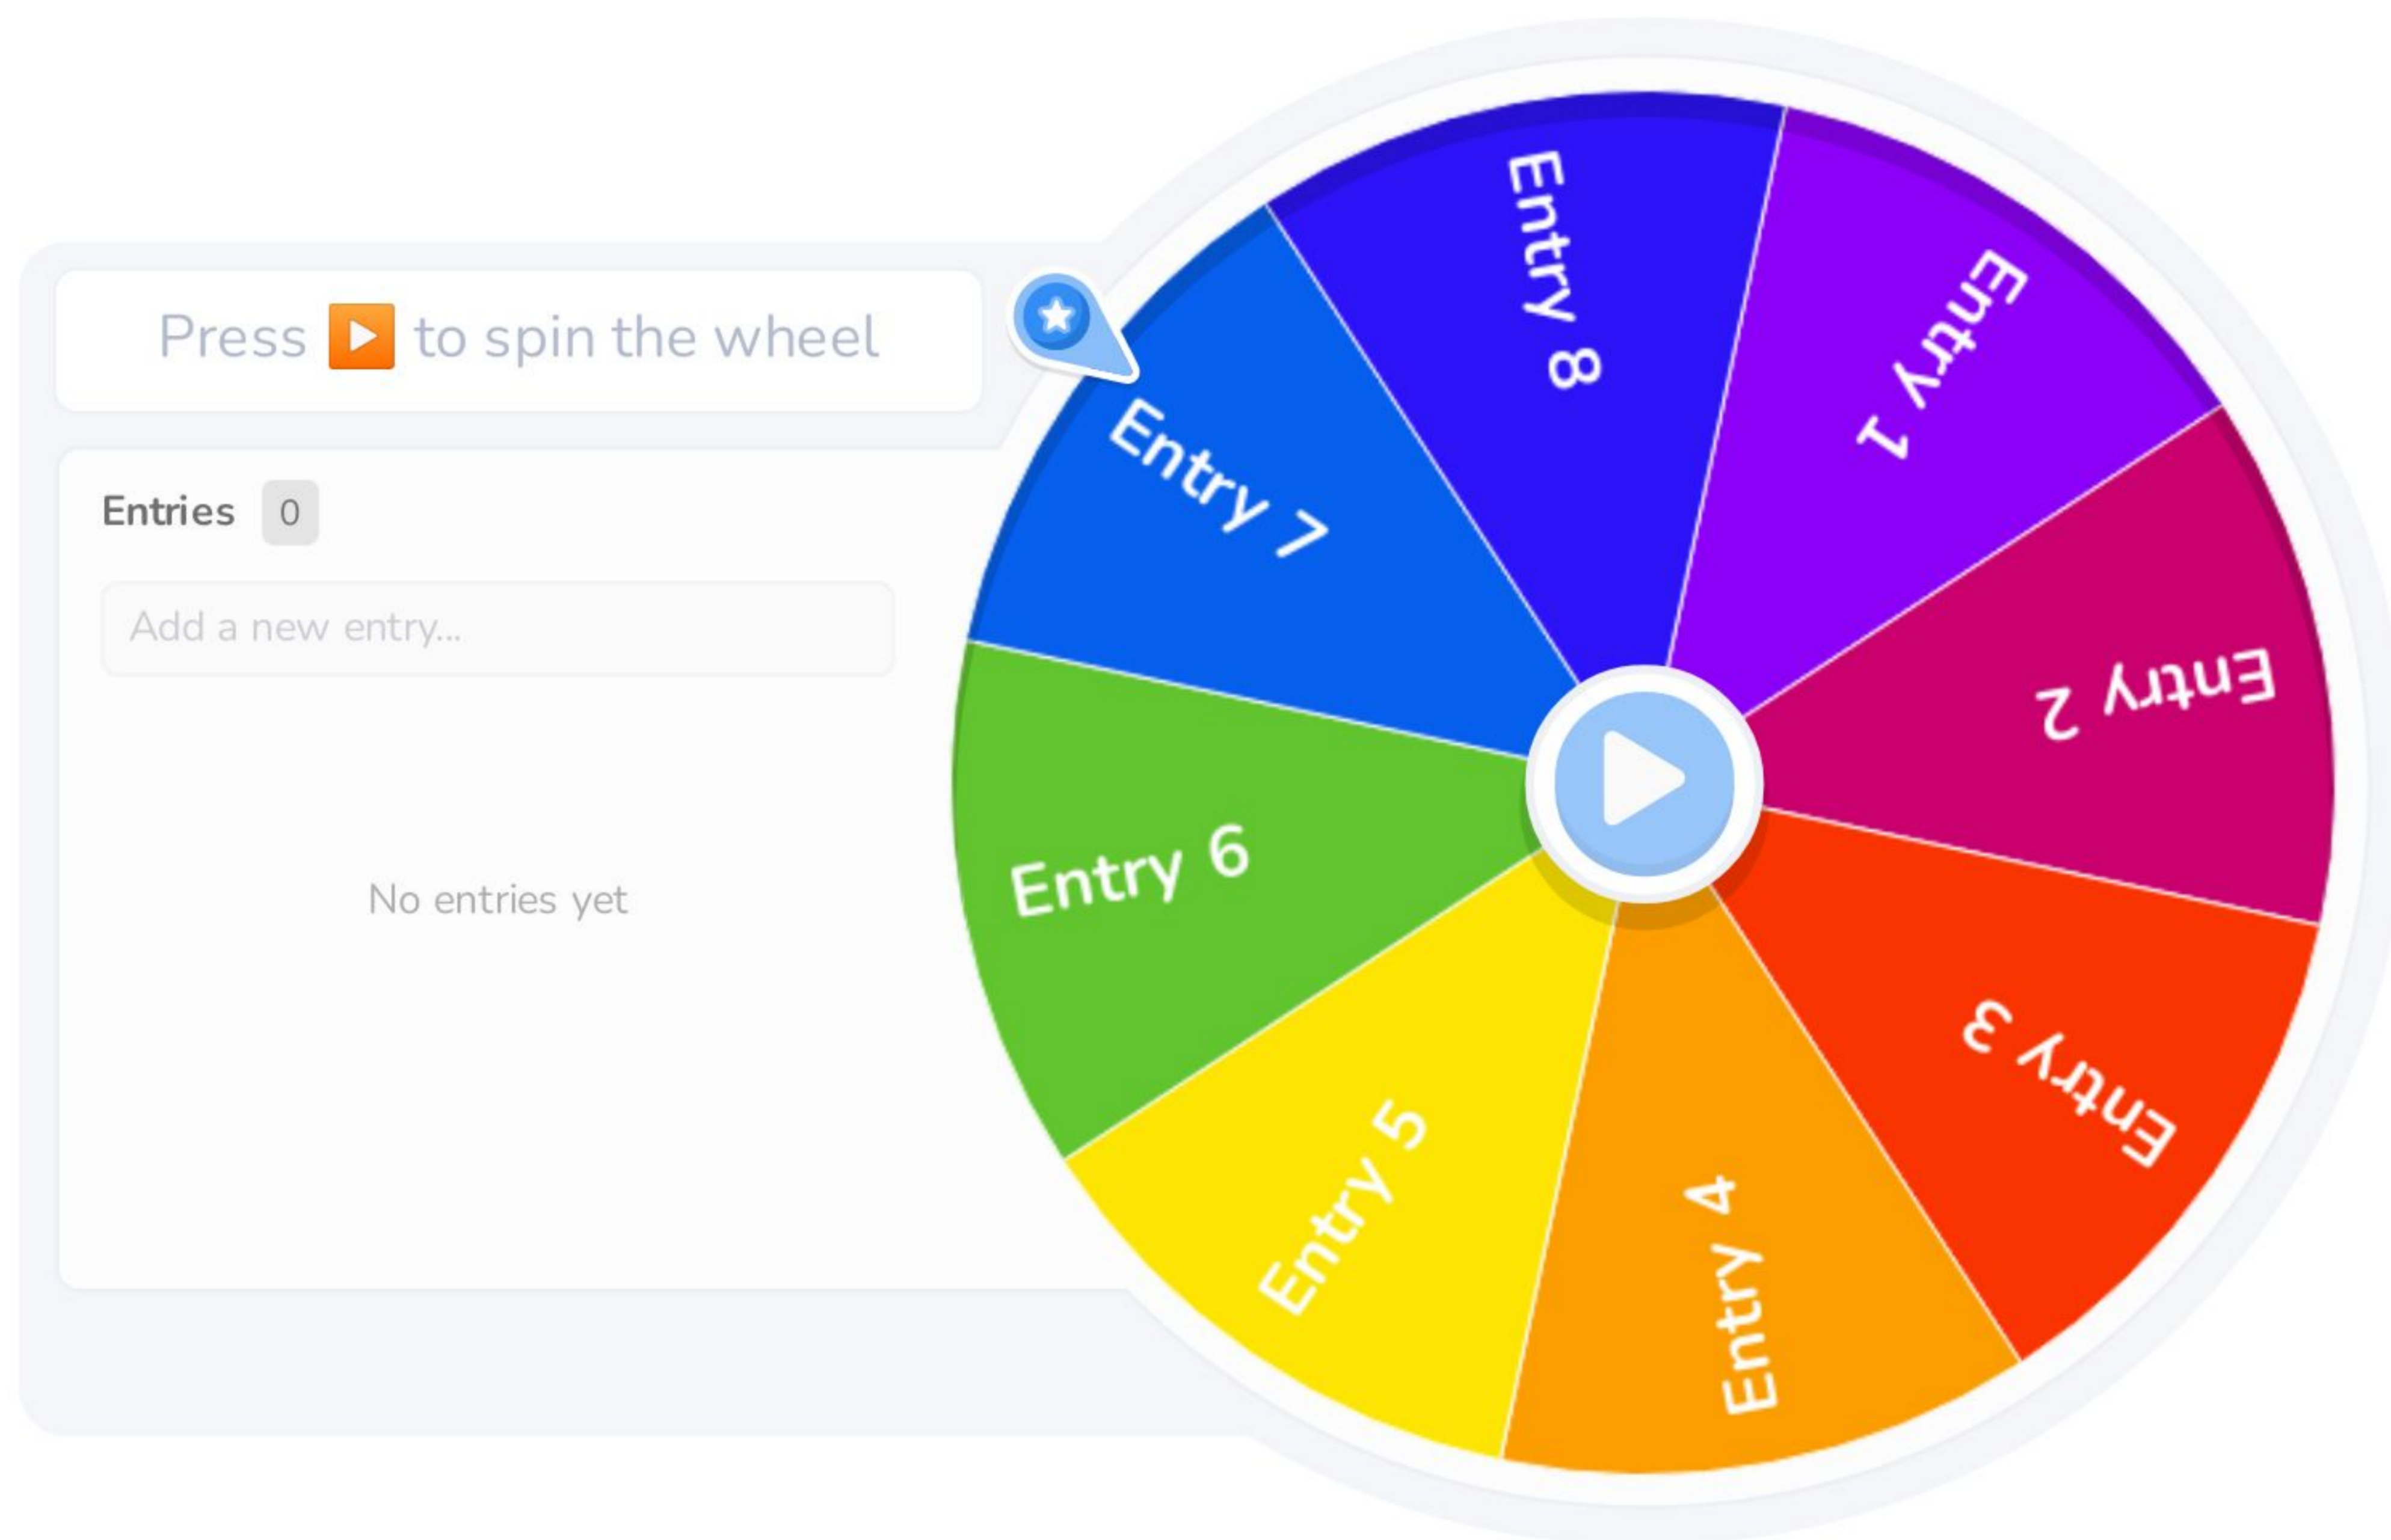 Press ▶ to spin the wheel
Entries 0
Add a new entry...
No entries yet
Entry 1
Entry 2
Entry 3
Entry 4
Entry 5
Entry 6
Entry 7
Entry 8